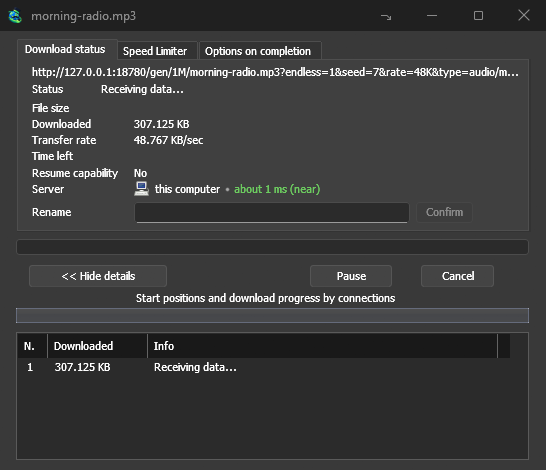 morning-radio.mp3
Download status
Speed Limiter
Options on completion
http://127.0.0.1:18780/gen/1M/morning-radio.mp3?endless=1&seed=7&rate=48K&type=audio/m...
Status Receiving data...
File size
Downloaded 307.125 KB
Transfer rate 48.767 KB/sec
Time left
Resume capability No
Server this computer • about 1 ms (near)
Rename Confirm
<< Hide details Pause Cancel
Start positions and download progress by connections
N. Downloaded Info
1 307.125 KB Receiving data...